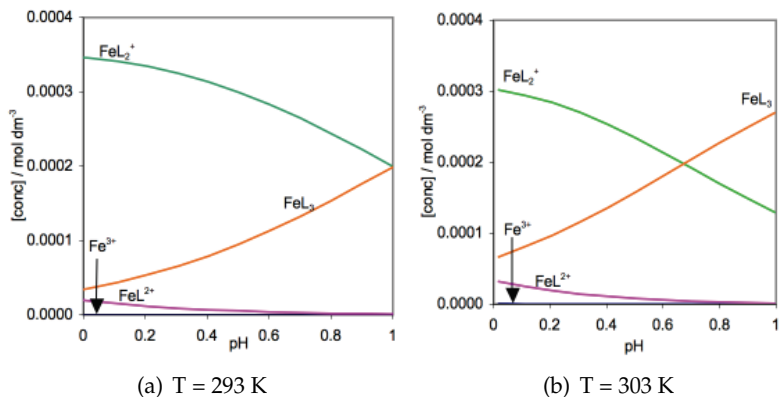 0.0004
0.0003
0.0002
0.0001
0.0000
[conc] / mol dm⁻³
FeL₂⁺
FeL₃
Fe³⁺
FeL²⁺
0 0.2 0.4 0.6 0.8 1
pH
(a) T = 293 K
0.0004
0.0003
0.0002
0.0001
0.0000
[conc] / mol dm⁻³
FeL₂⁺
FeL₃
Fe³⁺
FeL²⁺
0 0.2 0.4 0.6 0.8 1
pH
(b) T = 303 K